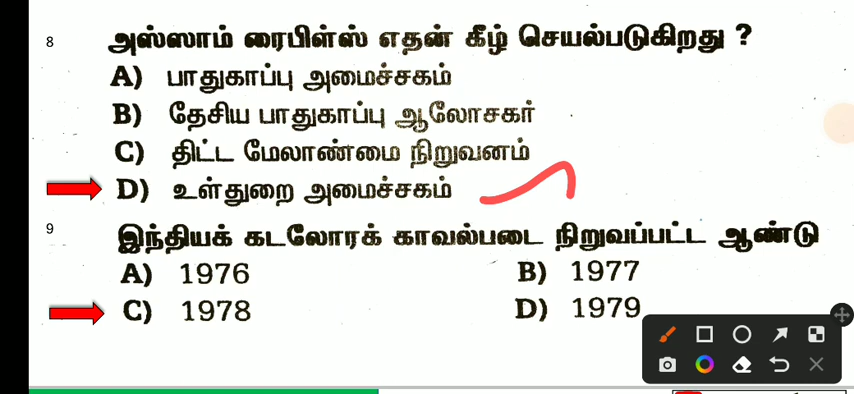 8 அஸ்ஸாம் ரைபிள்ஸ் எதன் கீழ் செயல்படுகிறது ?
A) பாதுகாப்பு அமைச்சகம்
B) தேசிய பாதுகாப்பு ஆலோசகர்
C) திட்ட மேலாண்மை நிறுவனம்
D) உள்துறை அமைச்சகம்
9 இந்தியக் கடலோரக் காவல்படை நிறுவப்பட்ட ஆண்டு
A) 1976 B) 1977
C) 1978 D) 1979